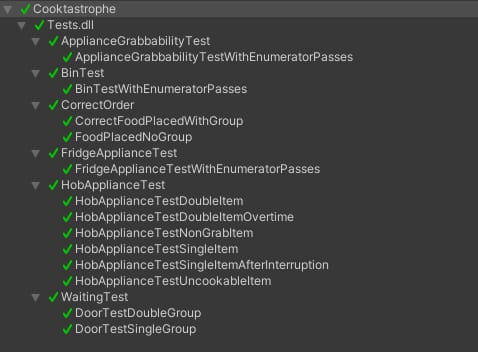 Cooktastrophe
Tests.dll
ApplianceGrabbabilityTest
ApplianceGrabbabilityTestWithEnumeratorPasses
BinTest
BinTestWithEnumeratorPasses
CorrectOrder
CorrectFoodPlacedWithGroup
FoodPlacedNoGroup
FridgeApplianceTest
FridgeApplianceTestWithEnumeratorPasses
HobApplianceTest
HobApplianceTestDoubleItem
HobApplianceTestDoubleItemOvertime
HobApplianceTestNonGrabItem
HobApplianceTestSingleItem
HobApplianceTestSingleItemAfterInterruption
HobApplianceTestUncookableItem
WaitingTest
DoorTestDoubleGroup
DoorTestSingleGroup